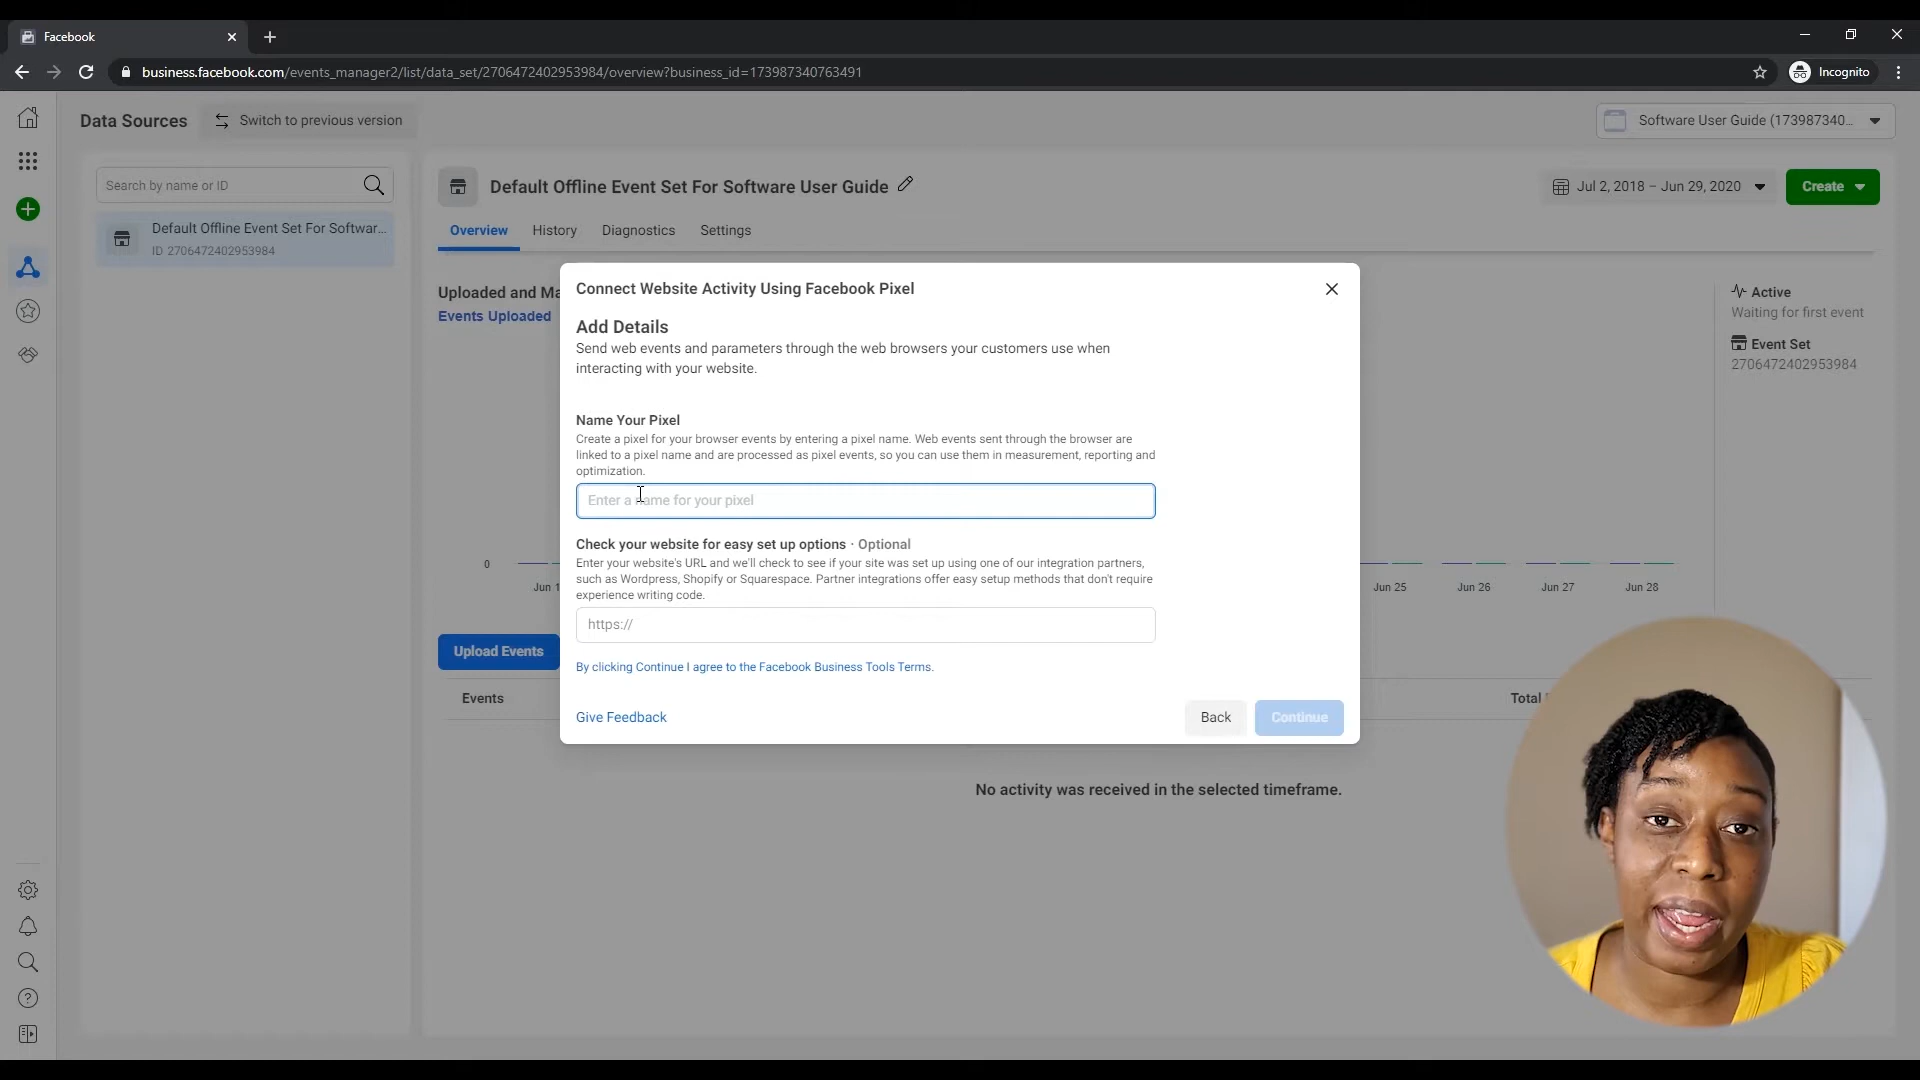 Facebook
business.facebook.com/events_manager2/list/data_set/2706472402953984/overview?business_id=173987340763491
Incognito
Data Sources
Switch to previous version
Software User Guide (173987340...
Search by name or ID
Default Offline Event Set For Softwar...
ID 2706472402953984
Default Offline Event Set For Software User Guide
Jul 2, 2018 – Jun 29, 2020
Create
Overview
History
Diagnostics
Settings
Uploaded and Ma
Events Uploaded
Active
Waiting for first event
Event Set
2706472402953984
Connect Website Activity Using Facebook Pixel
Add Details
Send web events and parameters through the web browsers your customers use when
interacting with your website.
Name Your Pixel
Create a pixel for your browser events by entering a pixel name. Web events sent through the browser are
linked to a pixel name and are processed as pixel events, so you can use them in measurement, reporting and
optimization.
Enter a name for your pixel
Check your website for easy set up options · Optional
Enter your website's URL and we'll check to see if your site was set up using one of our integration partners,
such as Wordpress, Shopify or Squarespace. Partner integrations offer easy setup methods that don't require
experience writing code.
https://
By clicking Continue I agree to the Facebook Business Tools Terms.
Give Feedback
Back
Continue
0
Jun 1
Jun 25
Jun 26
Jun 27
Jun 28
Upload Events
Events
Total
No activity was received in the selected timeframe.